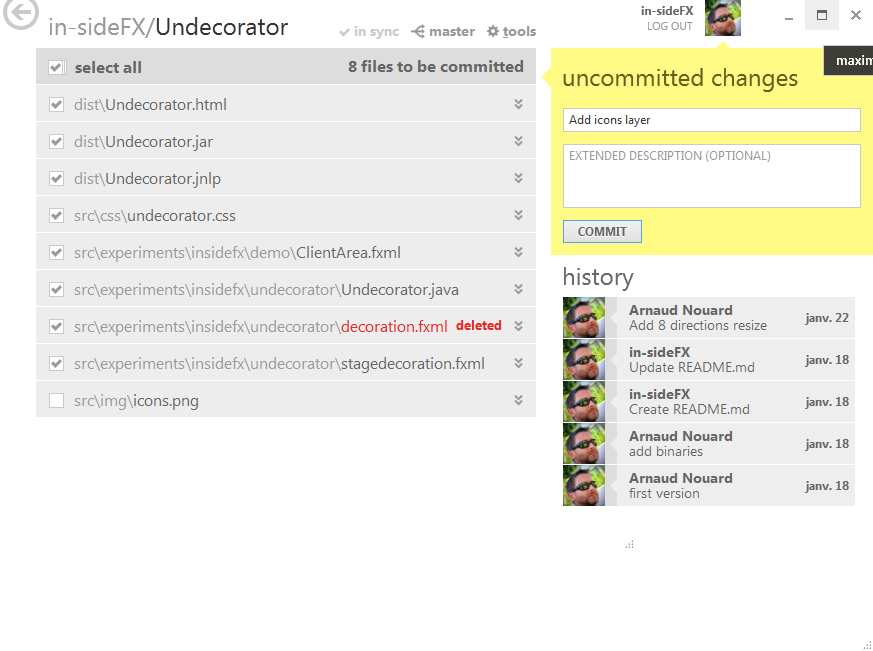 in-sideFX/Undecorator
in sync
master
tools
in-sideFX
LOG OUT
maxim
select all
8 files to be committed
dist\Undecorator.html
dist\Undecorator.jar
dist\Undecorator.jnlp
src\css\undecorator.css
src\experiments\insidefx\demo\ClientArea.fxml
src\experiments\insidefx\undecorator\Undecorator.java
src\experiments\insidefx\undecorator\decoration.fxml deleted
src\experiments\insidefx\undecorator\stagedecoration.fxml
src\img\icons.png
uncommitted changes
Add icons layer
EXTENDED DESCRIPTION (OPTIONAL)
COMMIT
history
Arnaud Nouard
Add 8 directions resize
janv. 22
in-sideFX
Update README.md
janv. 18
in-sideFX
Create README.md
janv. 18
Arnaud Nouard
add binaries
janv. 18
Arnaud Nouard
first version
janv. 18